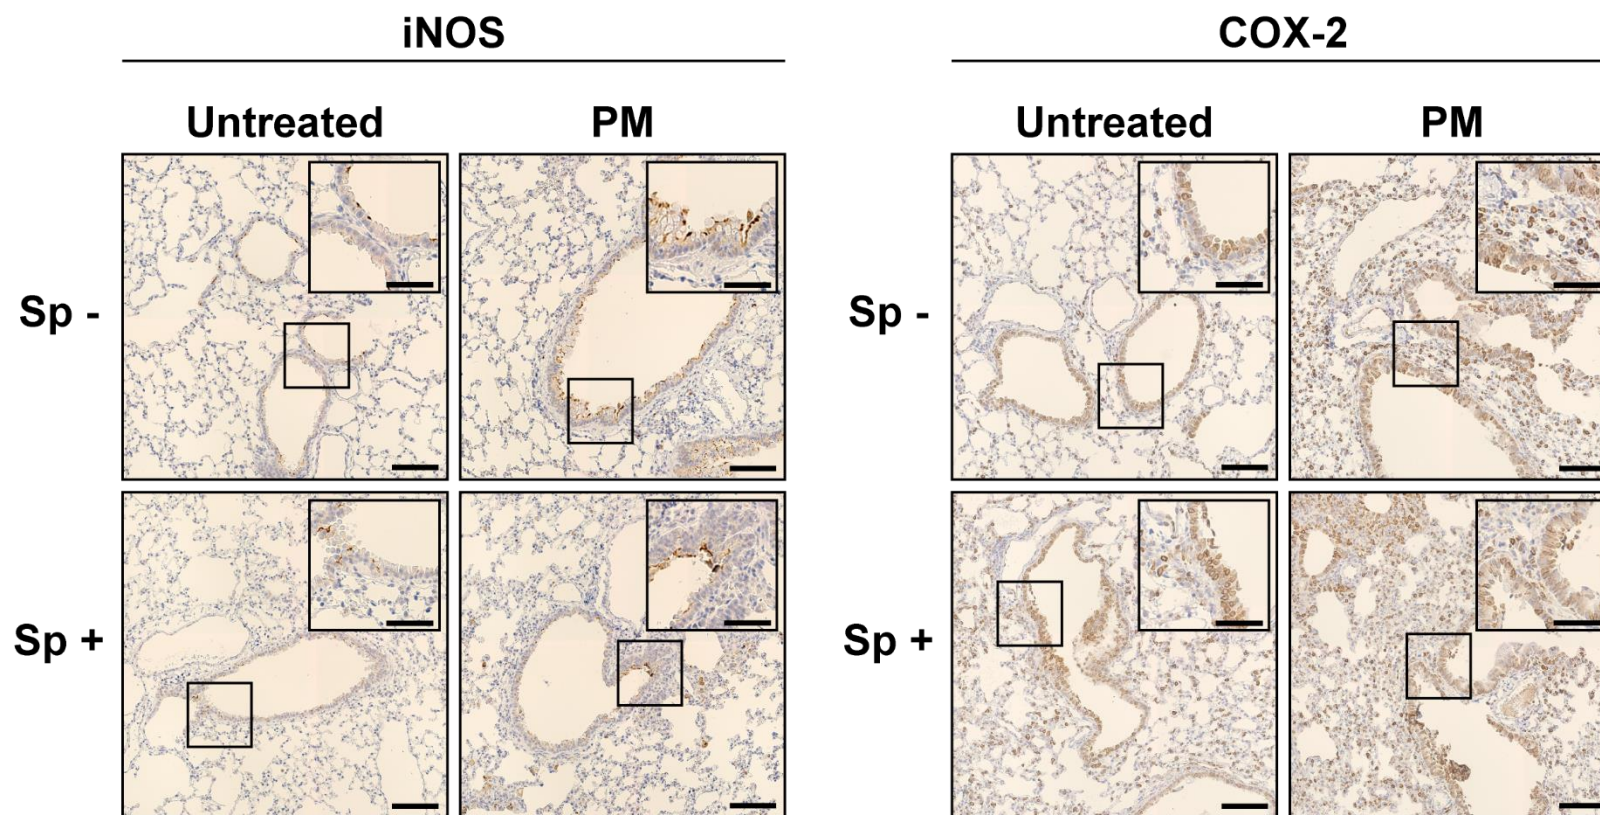 iNOS COX-2
Untreated PM Untreated PM
Sp - Sp -
Sp + Sp +